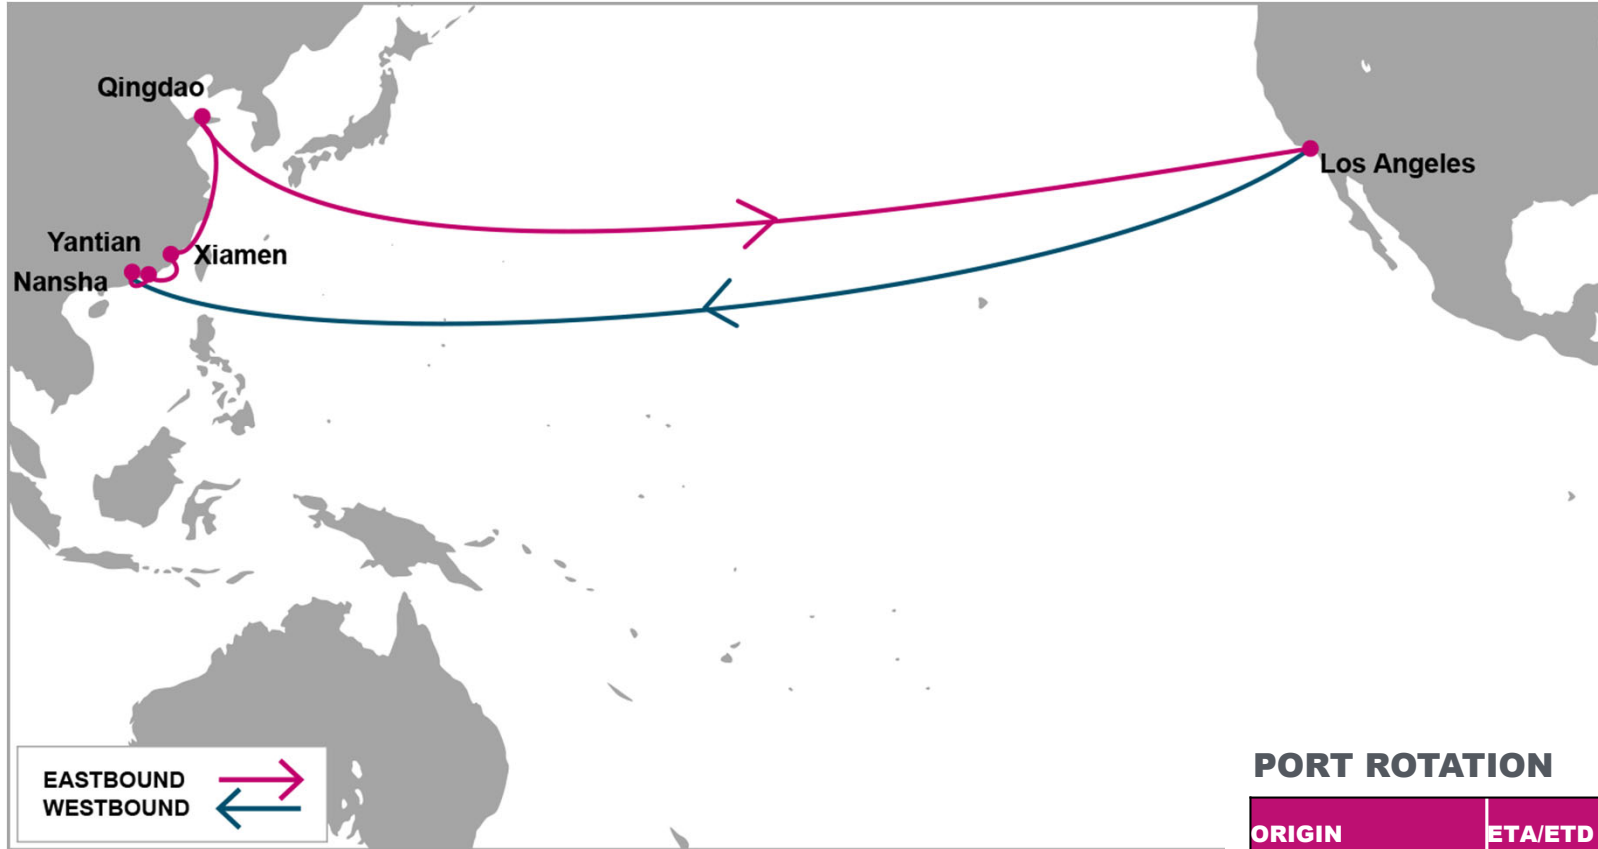 Qingdao
Los Angeles
Yantian
Xiamen
Nansha
EASTBOUND
WESTBOUND
PORT ROTATION
ORIGIN ETA/ETD